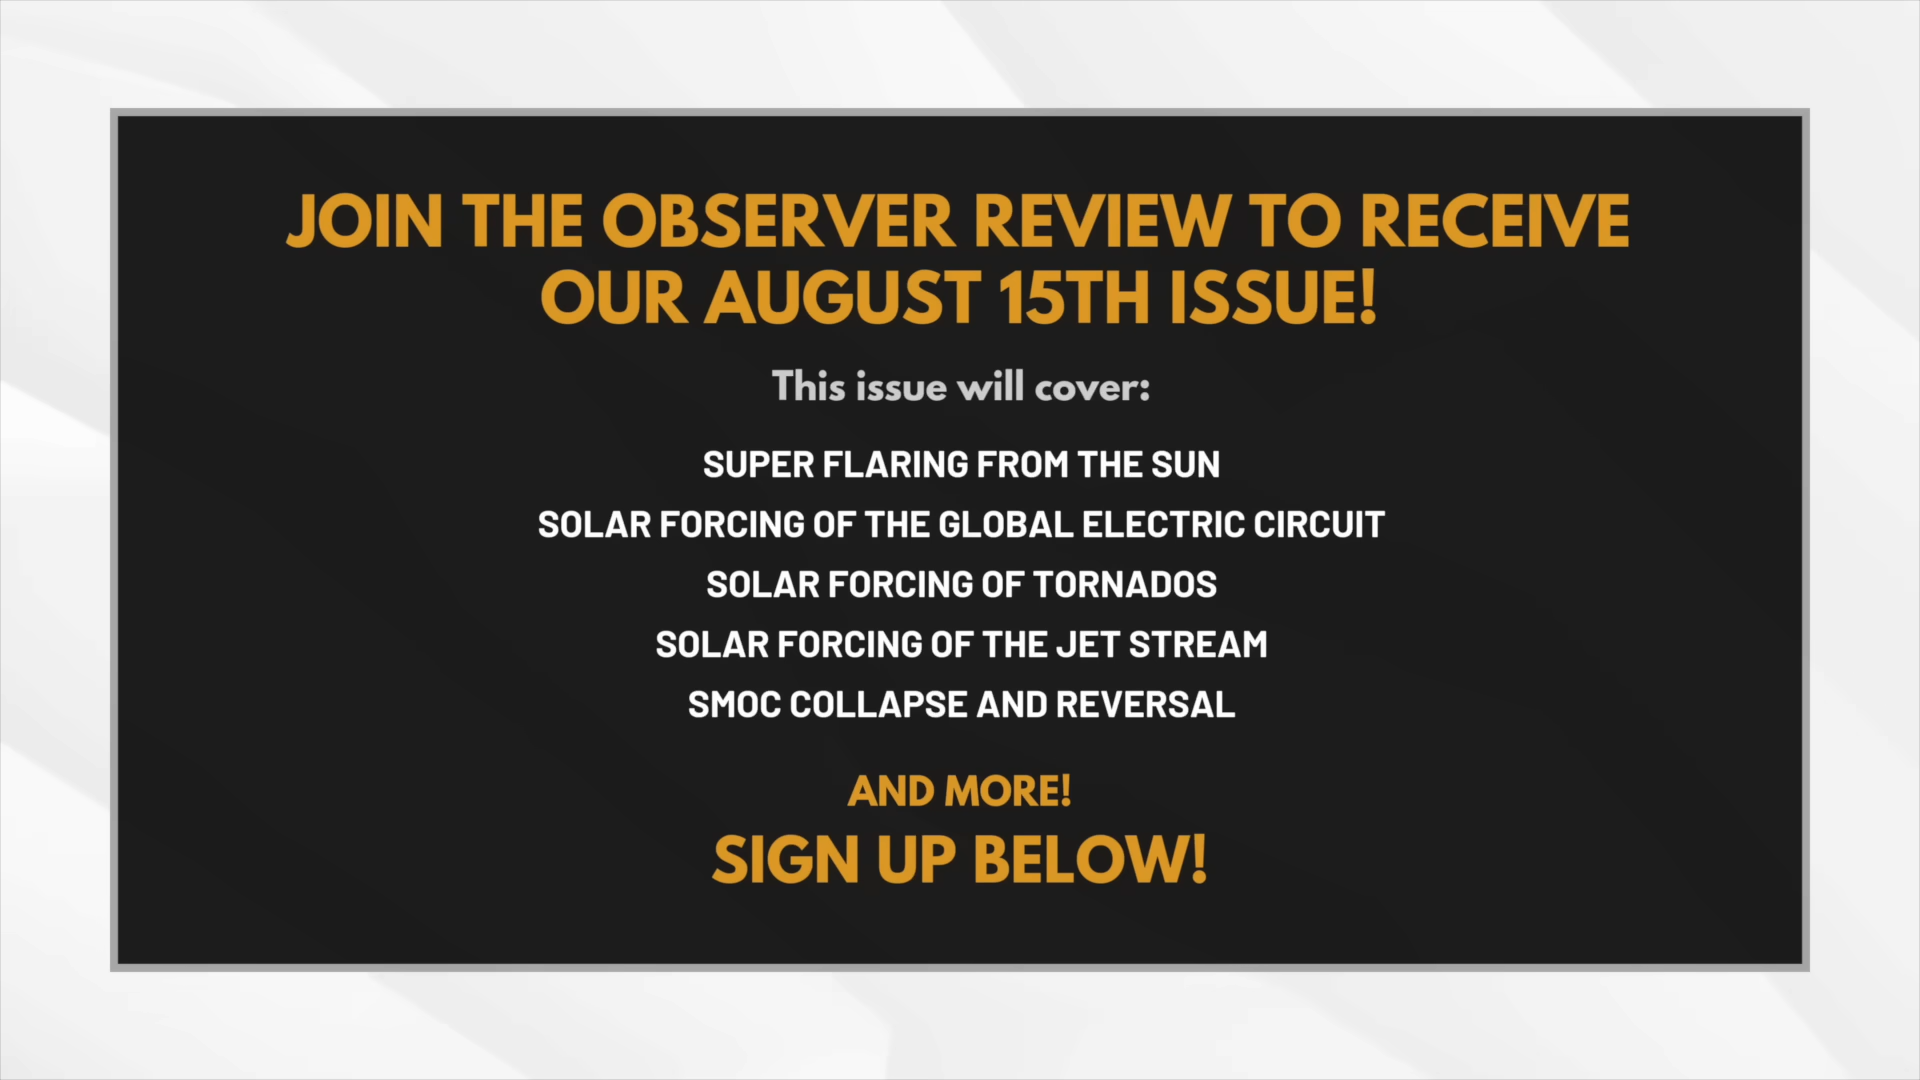 JOIN THE OBSERVER REVIEW TO RECEIVE
OUR AUGUST 15TH ISSUE!
This issue will cover:
SUPER FLARING FROM THE SUN
SOLAR FORCING OF THE GLOBAL ELECTRIC CIRCUIT
SOLAR FORCING OF TORNADOS
SOLAR FORCING OF THE JET STREAM
SMOC COLLAPSE AND REVERSAL
AND MORE!
SIGN UP BELOW!